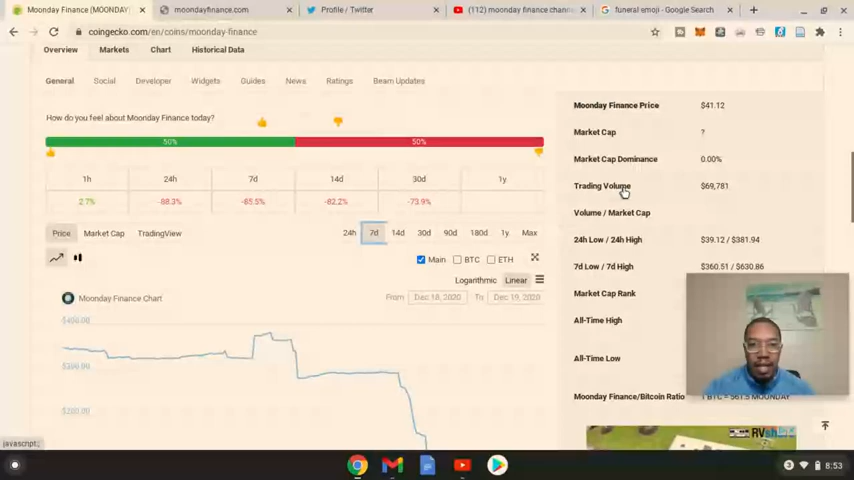 Moonday Finance (MOONDAY)
moondayfinance.com
Profile / Twitter
(112) moonday finance channe
funeral emoji - Google Search
coingecko.com/en/coins/moonday-finance
Overview Markets Chart Historical Data
General Social Developer Widgets Guides News Ratings Beam Updates
How do you feel about Moonday Finance today?
50% 50%
1h 24h 7d 14d 30d 1y
2.7% -88.3% -85.5% -82.2% -73.9%
Price Market Cap TradingView
24h 7d 14d 30d 90d 180d 1y Max
Main BTC ETH
Logarithmic Linear
Moonday Finance Chart
From Dec 18, 2020 To Dec 19, 2020
Moonday Finance Price $41.12
Market Cap ?
Market Cap Dominance 0.00%
Trading Volume $69,781
Volume / Market Cap
24h Low / 24h High $39.12 / $381.94
7d Low / 7d High $360.51 / $630.86
Market Cap Rank
All-Time High
All-Time Low
Moonday Finance/Bitcoin Ratio 1 BTC = 561.5 MOONDAY
javascript:;
3 8:53